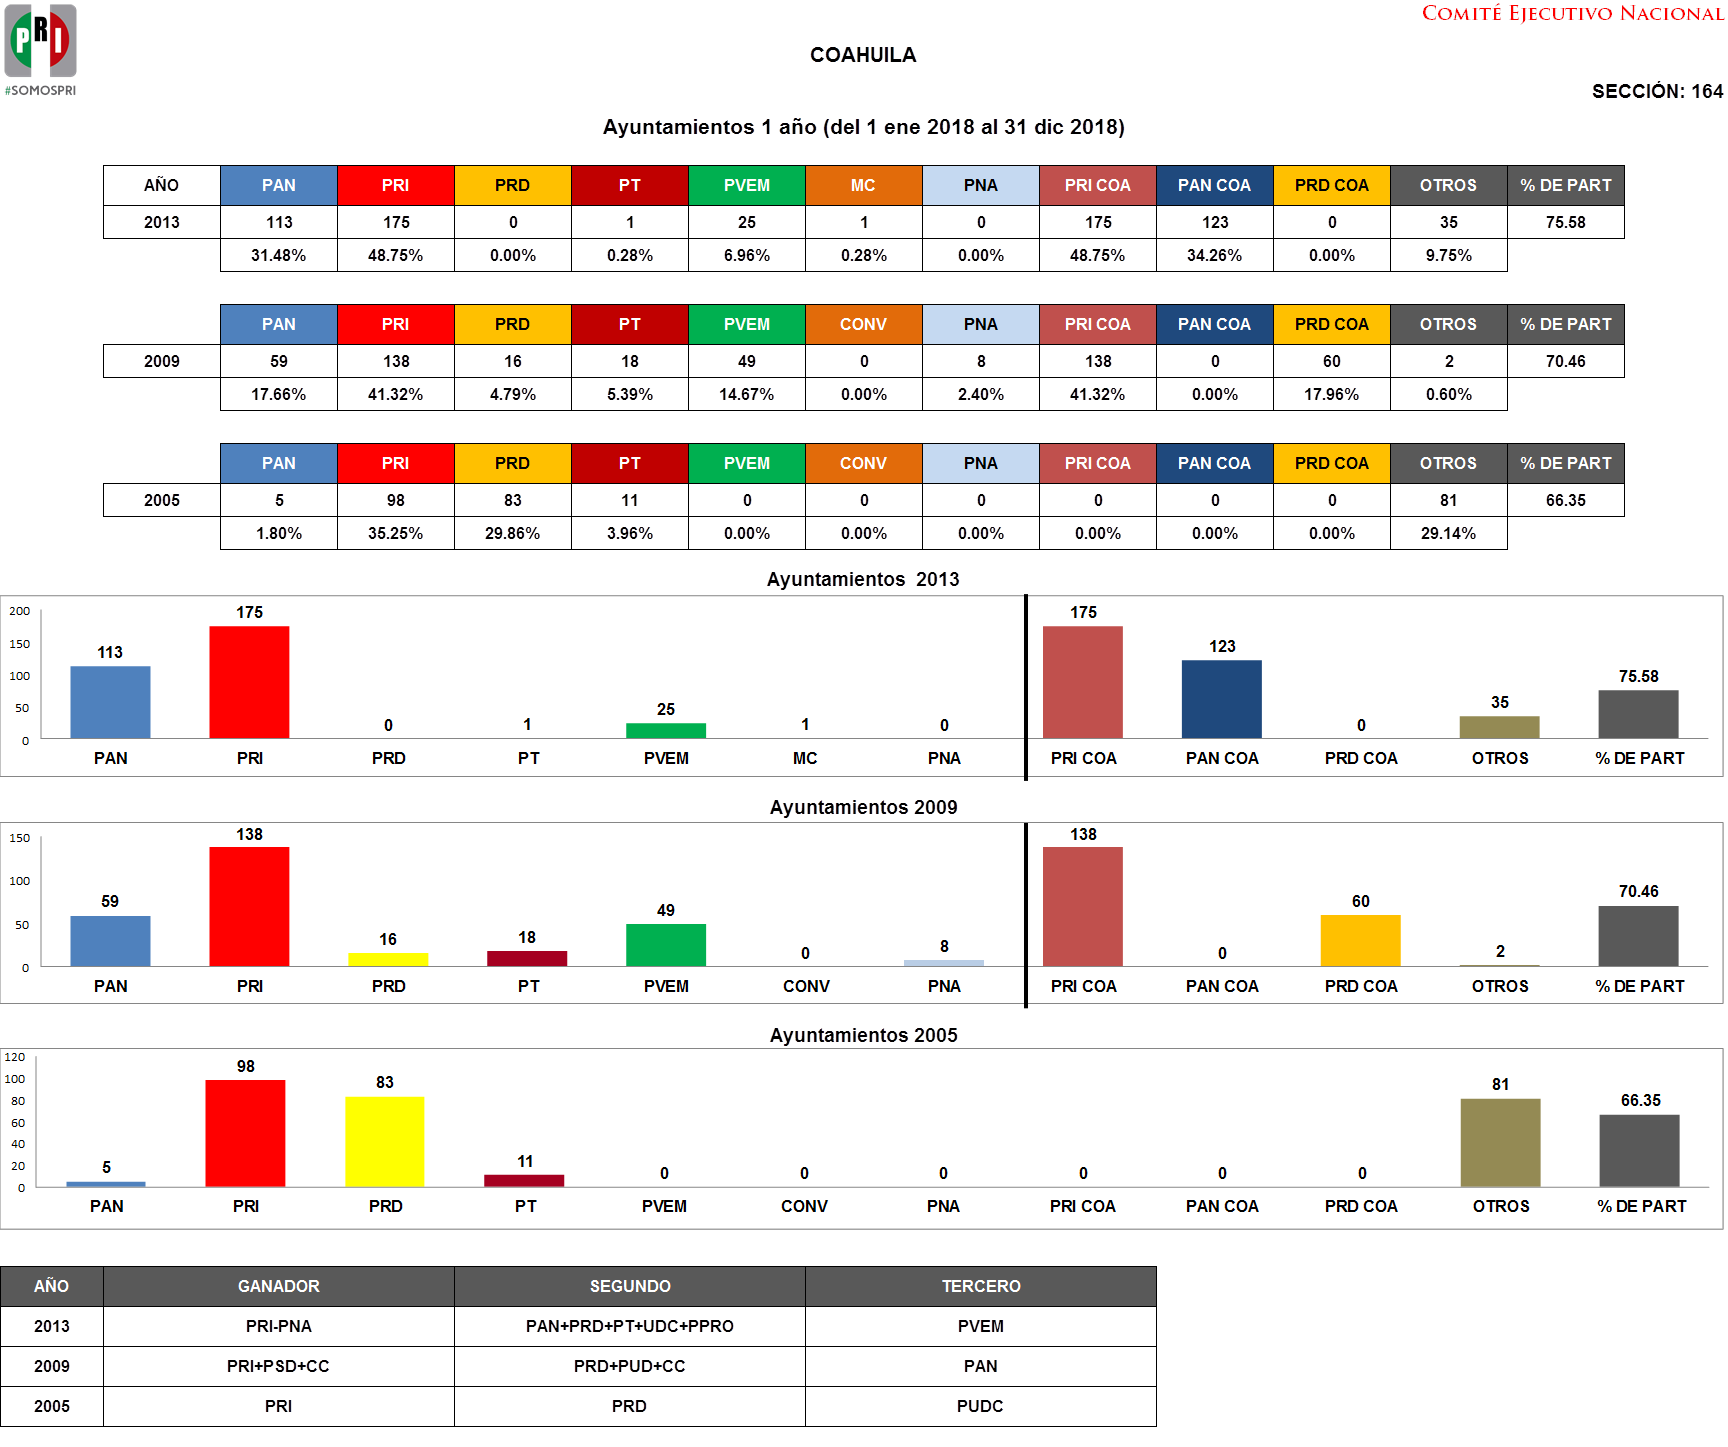 PRI
#SOMOSPRI
COMITÉ EJECUTIVO NACIONAL
COAHUILA
SECCIÓN: 164
Ayuntamientos 1 año (del 1 ene 2018 al 31 dic 2018)
AÑO PAN PRI PRD PT PVEM MC PNA PRI COA PAN COA PRD COA OTROS % DE PART
2013 113 175 0 1 25 1 0 175 123 0 35 75.58
31.48% 48.75% 0.00% 0.28% 6.96% 0.28% 0.00% 48.75% 34.26% 0.00% 9.75%
PAN PRI PRD PT PVEM CONV PNA PRI COA PAN COA PRD COA OTROS % DE PART
2009 59 138 16 18 49 0 8 138 0 60 2 70.46
17.66% 41.32% 4.79% 5.39% 14.67% 0.00% 2.40% 41.32% 0.00% 17.96% 0.60%
PAN PRI PRD PT PVEM CONV PNA PRI COA PAN COA PRD COA OTROS % DE PART
2005 5 98 83 11 0 0 0 0 0 0 81 66.35
1.80% 35.25% 29.86% 3.96% 0.00% 0.00% 0.00% 0.00% 0.00% 0.00% 29.14%
Ayuntamientos 2013
200
150
100
50
0
113 175 0 1 25 1 0 175 123 0 35 75.58
PAN PRI PRD PT PVEM MC PNA PRI COA PAN COA PRD COA OTROS % DE PART
Ayuntamientos 2009
150
100
50
0
59 138 16 18 49 0 8 138 0 60 2 70.46
PAN PRI PRD PT PVEM CONV PNA PRI COA PAN COA PRD COA OTROS % DE PART
Ayuntamientos 2005
120
100
80
60
40
20
0
5 98 83 11 0 0 0 0 0 0 81 66.35
PAN PRI PRD PT PVEM CONV PNA PRI COA PAN COA PRD COA OTROS % DE PART
AÑO GANADOR SEGUNDO TERCERO
2013 PRI-PNA PAN+PRD+PT+UDC+PPRO PVEM
2009 PRI+PSD+CC PRD+PUD+CC PAN
2005 PRI PRD PUDC